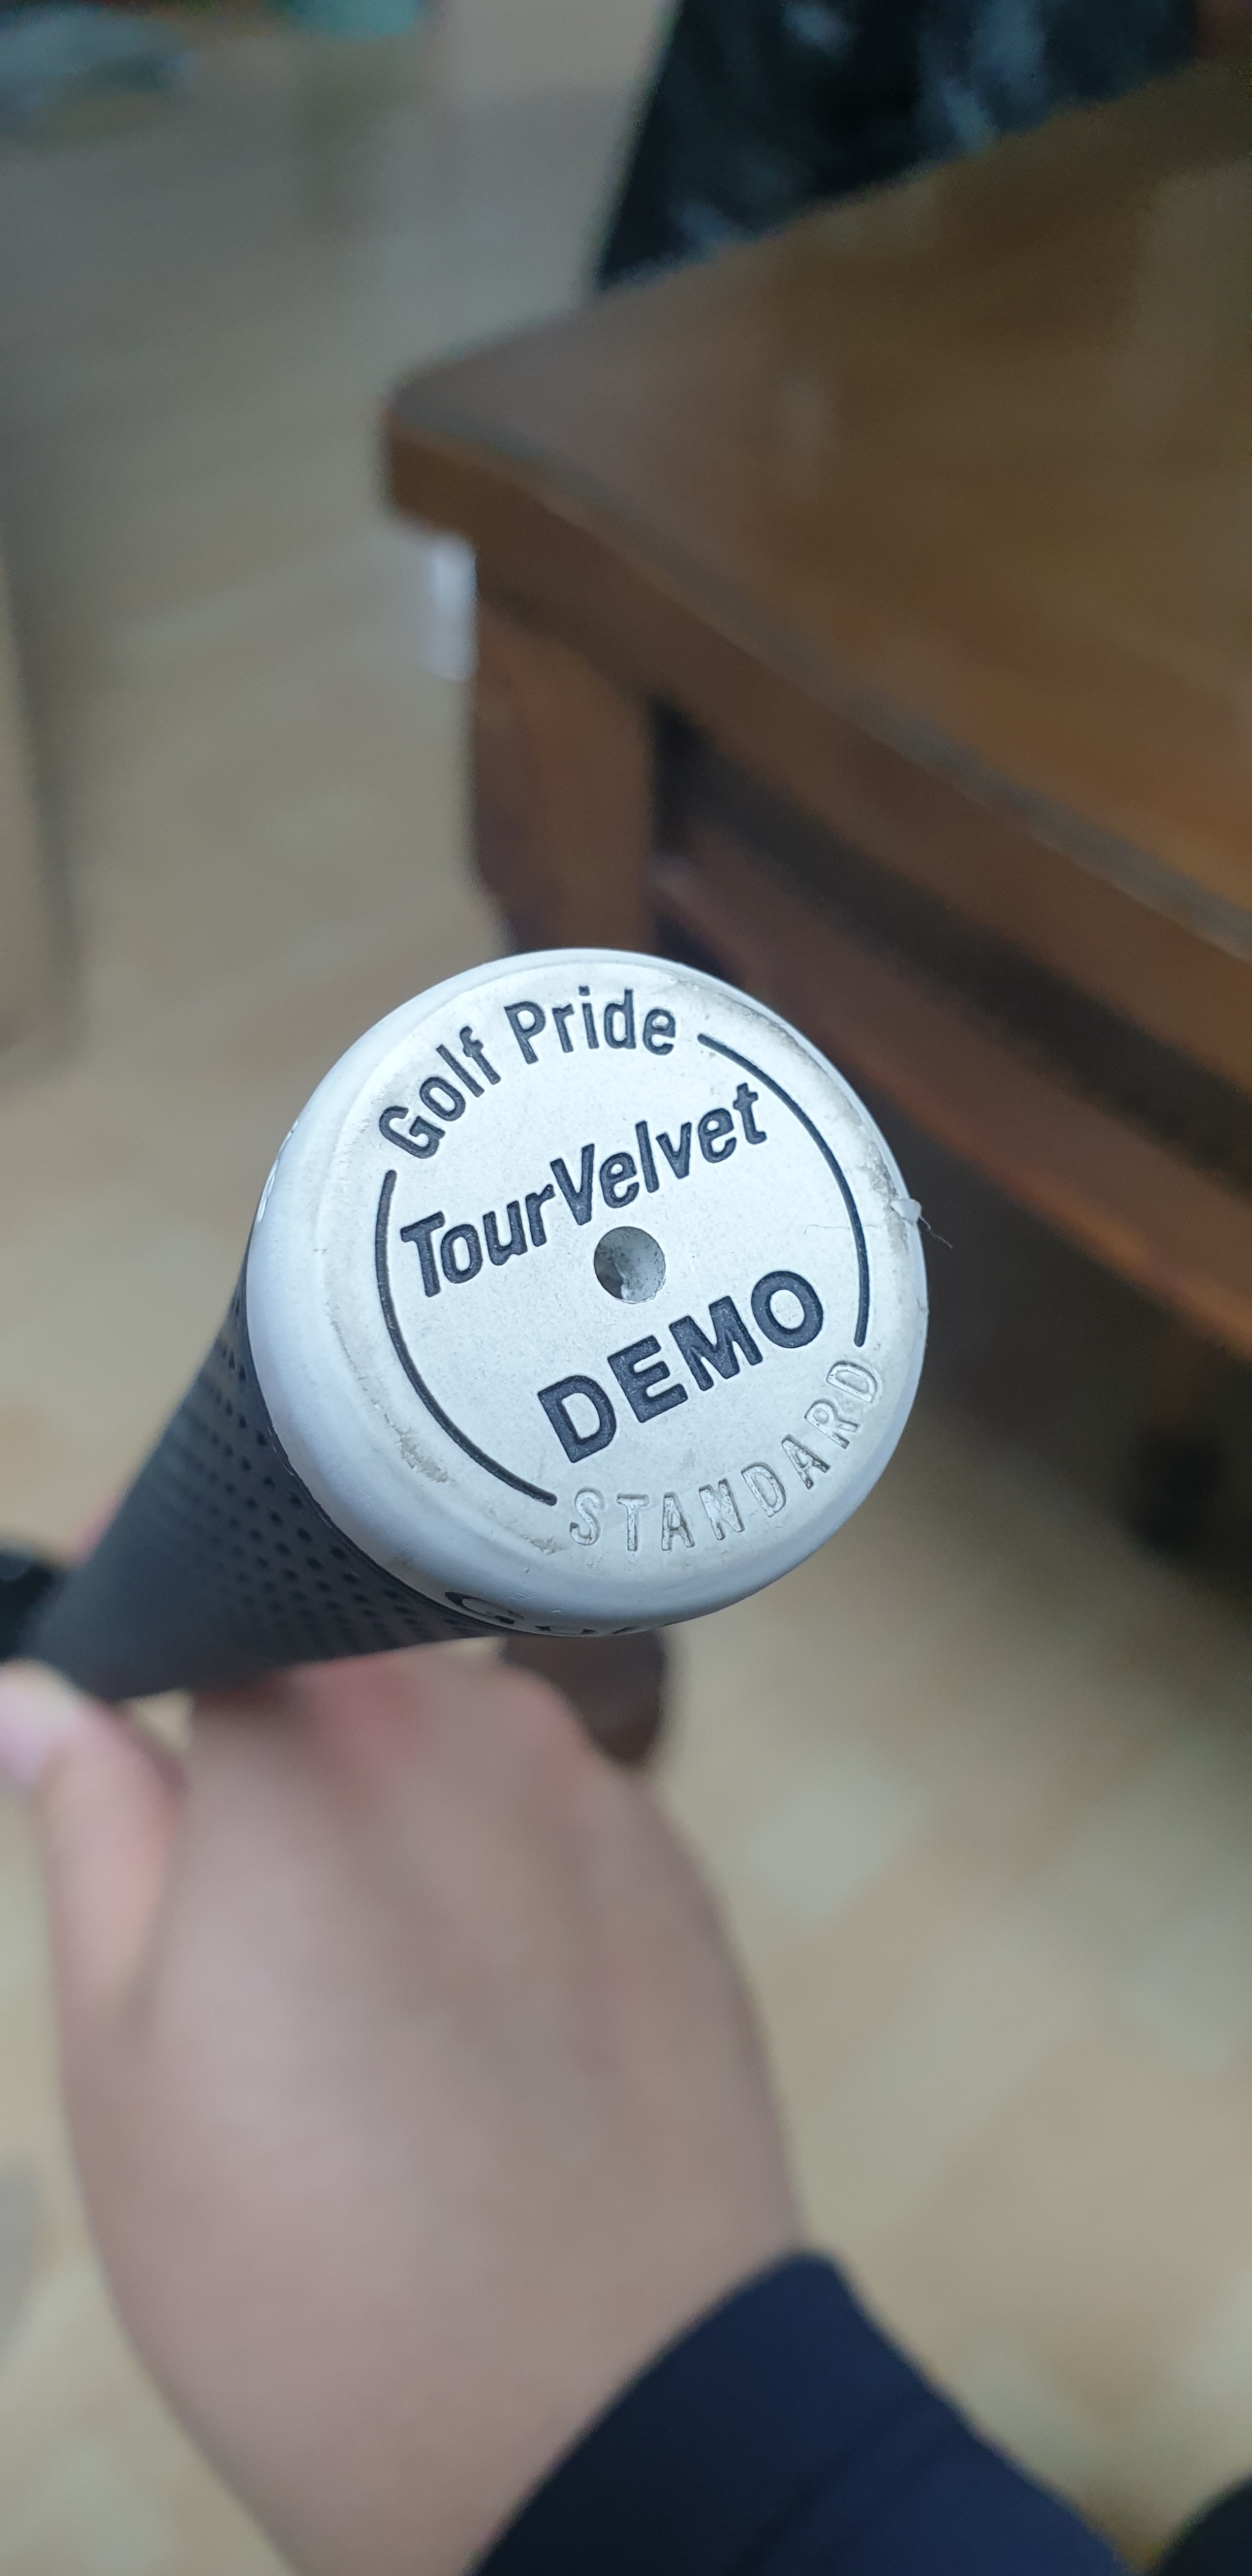 Golf Pride
TourVelvet
DEMO
STANDARD